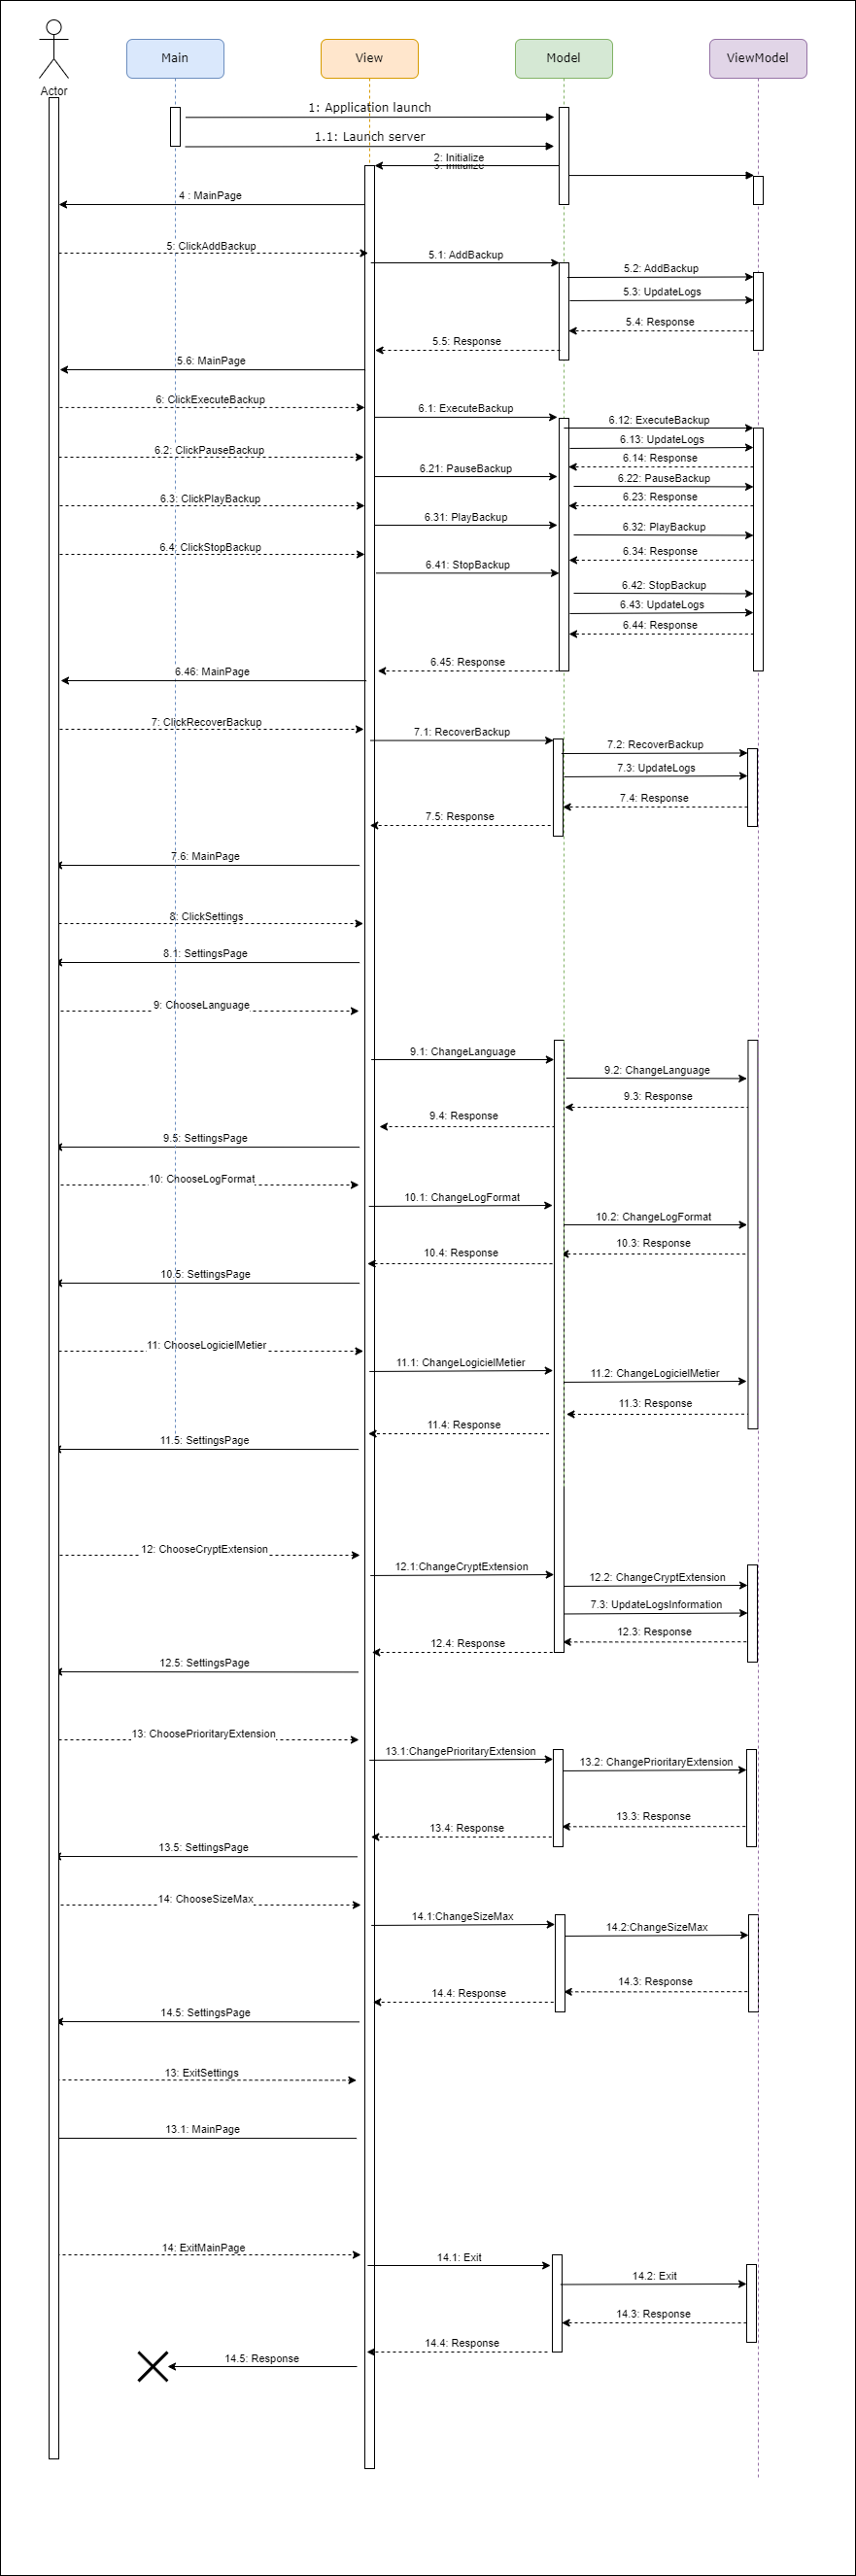 Actor
Main
View
Model
ViewModel
1: Application launch
1.1: Launch server
2: Initialize
3: Initialize
4 : MainPage
5: ClickAddBackup
5.1: AddBackup
5.2: AddBackup
5.3: UpdateLogs
5.4: Response
5.5: Response
5.6: MainPage
6: ClickExecuteBackup
6.1: ExecuteBackup
6.12: ExecuteBackup
6.13: UpdateLogs
6.2: ClickPauseBackup
6.14: Response
6.21: PauseBackup
6.22: PauseBackup
6.3: ClickPlayBackup
6.23: Response
6.31: PlayBackup
6.32: PlayBackup
6.4: ClickStopBackup
6.34: Response
6.41: StopBackup
6.42: StopBackup
6.43: UpdateLogs
6.44: Response
6.45: Response
6.46: MainPage
7: ClickRecoverBackup
7.1: RecoverBackup
7.2: RecoverBackup
7.3: UpdateLogs
7.4: Response
7.5: Response
7.6: MainPage
8: ClickSettings
8.1: SettingsPage
9: ChooseLanguage
9.1: ChangeLanguage
9.2: ChangeLanguage
9.3: Response
9.4: Response
9.5: SettingsPage
10: ChooseLogFormat
10.1: ChangeLogFormat
10.2: ChangeLogFormat
10.3: Response
10.4: Response
10.5: SettingsPage
11: ChooseLogicielMetier
11.1: ChangeLogicielMetier
11.2: ChangeLogicielMetier
11.3: Response
11.4: Response
11.5: SettingsPage
12: ChooseCryptExtension
12.1:ChangeCryptExtension
12.2: ChangeCryptExtension
7.3: UpdateLogsInformation
12.3: Response
12.4: Response
12.5: SettingsPage
13: ChoosePrioritaryExtension
13.1:ChangePrioritaryExtension
13.2: ChangePrioritaryExtension
13.3: Response
13.4: Response
13.5: SettingsPage
14: ChooseSizeMax
14.1:ChangeSizeMax
14.2:ChangeSizeMax
14.3: Response
14.4: Response
14.5: SettingsPage
13: ExitSettings
13.1: MainPage
14: ExitMainPage
14.1: Exit
14.2: Exit
14.3: Response
14.4: Response
14.5: Response